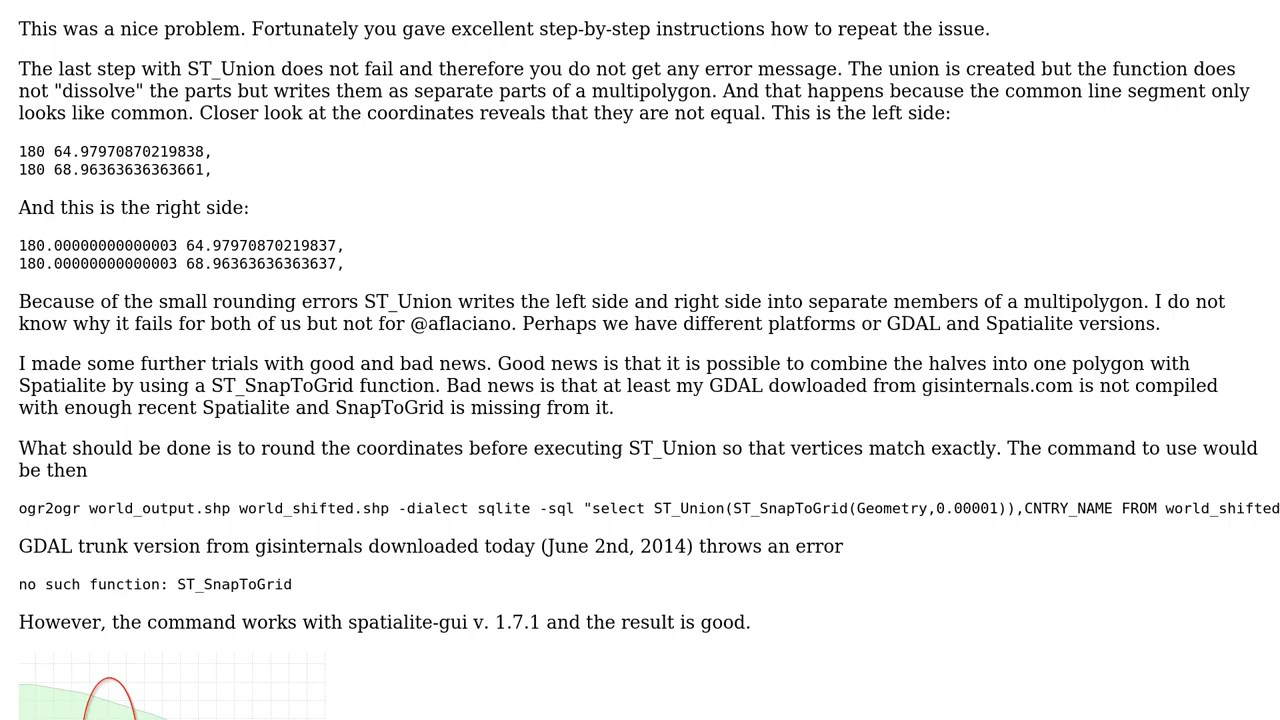 This was a nice problem. Fortunately you gave excellent step-by-step instructions how to repeat the issue.
The last step with ST_Union does not fail and therefore you do not get any error message. The union is created but the function does
not "dissolve" the parts but writes them as separate parts of a multipolygon. And that happens because the common line segment only
looks like common. Closer look at the coordinates reveals that they are not equal. This is the left side:
180 64.97970870219838,
180 68.96363636363661,
And this is the right side:
180.00000000000003 64.97970870219837,
180.00000000000003 68.96363636363637,
Because of the small rounding errors ST_Union writes the left side and right side into separate members of a multipolygon. I do not
know why it fails for both of us but not for @aflaciano. Perhaps we have different platforms or GDAL and Spatialite versions.
I made some further trials with good and bad news. Good news is that it is possible to combine the halves into one polygon with
Spatialite by using a ST_SnapToGrid function. Bad news is that at least my GDAL dowloaded from gisinternals.com is not compiled
with enough recent Spatialite and SnapToGrid is missing from it.
What should be done is to round the coordinates before executing ST_Union so that vertices match exactly. The command to use would
be then
ogr2ogr world_output.shp world_shifted.shp -dialect sqlite -sql "select ST_Union(ST_SnapToGrid(Geometry,0.00001)),CNTRY_NAME FROM world_shifted
GDAL trunk version from gisinternals downloaded today (June 2nd, 2014) throws an error
no such function: ST_SnapToGrid
However, the command works with spatialite-gui v. 1.7.1 and the result is good.